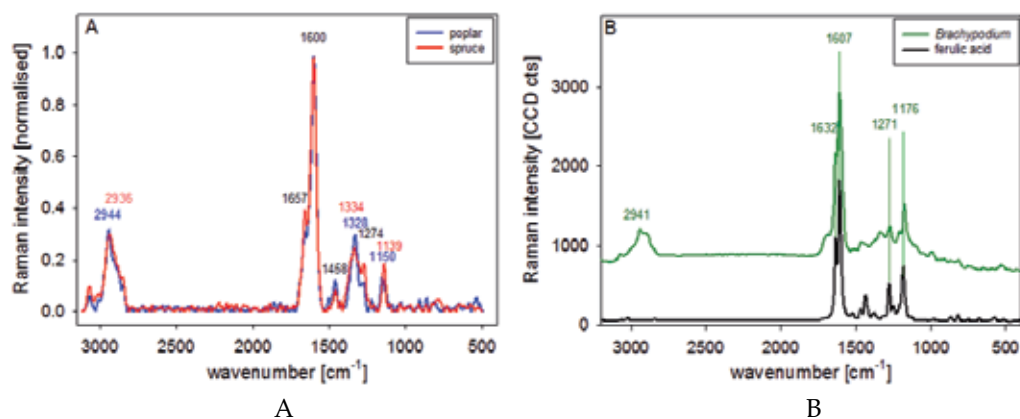 A
poplar
spruce
1600
1657
2936
2944
1334
1328
1274
1458
1139
1150
1.0
0.8
0.6
0.4
0.2
0.0
Raman intensity [normalised]
3000 2500 2000 1500 1000 500
wavenumber [cm⁻¹]
A
B
Brachypodium
ferulic acid
1607
1632
1271
1176
2941
3000
2000
1000
0
Raman intensity [CCD cts]
3000 2500 2000 1500 1000 500
wavenumber [cm⁻¹]
B